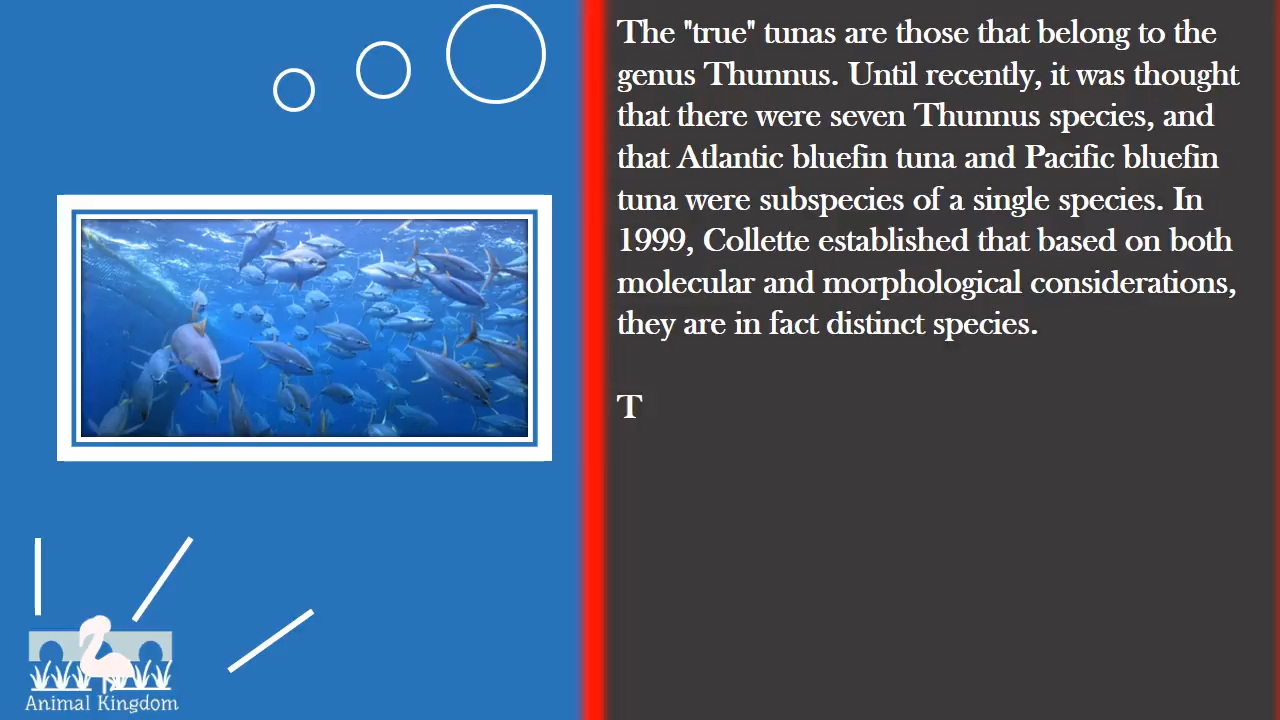 The "true" tunas are those that belong to the
genus Thunnus. Until recently, it was thought
that there were seven Thunnus species, and
that Atlantic bluefin tuna and Pacific bluefin
tuna were subspecies of a single species. In
1999, Collette established that based on both
molecular and morphological considerations,
they are in fact distinct species.
T
Animal Kingdom